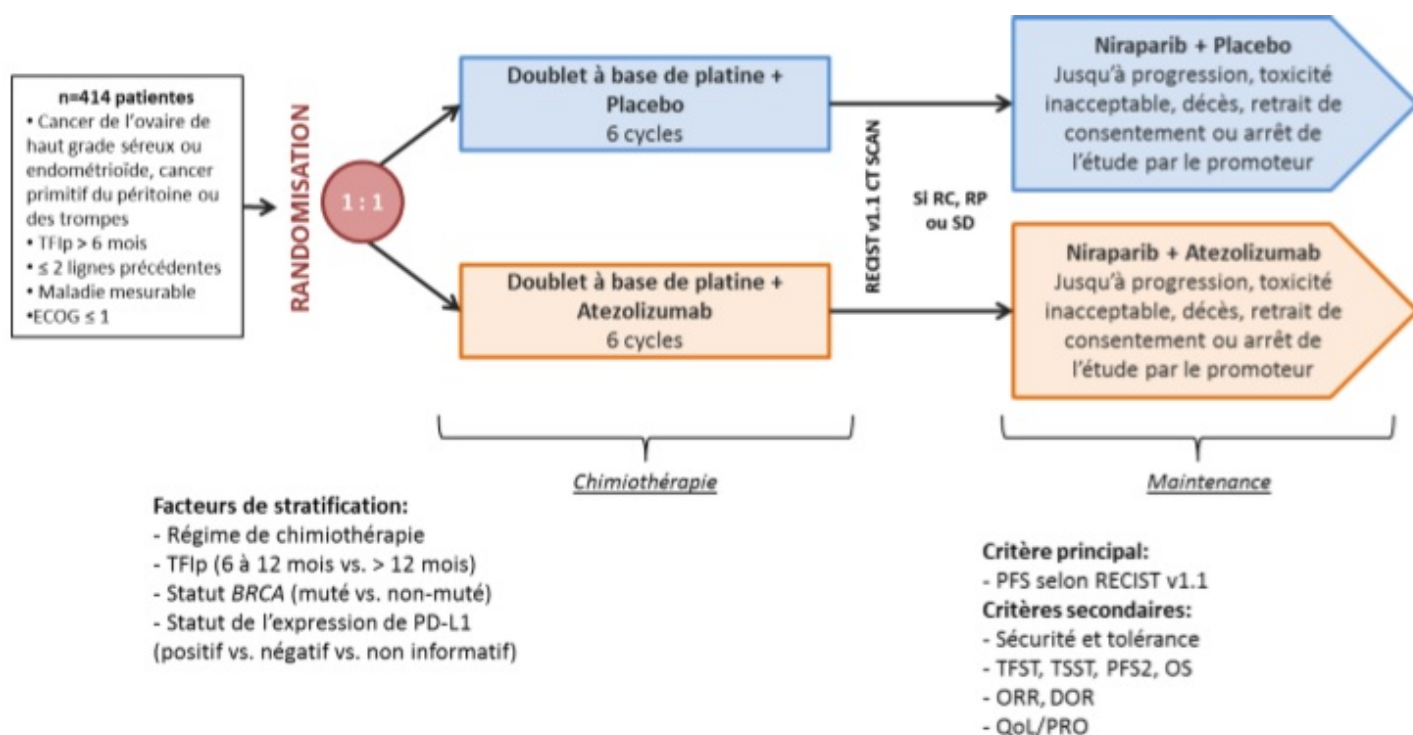 n=414 patientes
• Cancer de l'ovaire de
haut grade séreux ou
endométrioïde, cancer
primitif du péritoine ou
des trompes
• TFIp > 6 mois
• ≤ 2 lignes précédentes
• Maladie mesurable
•ECOG ≤ 1
RANDOMISATION
1 : 1
Doublet à base de platine +
Placebo
6 cycles
Doublet à base de platine +
Atezolizumab
6 cycles
RECIST v1.1 CT SCAN
SI RC, RP
ou SD
Niraparib + Placebo
Jusqu'à progression, toxicité
inacceptable, décès, retrait de
consentement ou arrêt de
l'étude par le promoteur
Niraparib + Atezolizumab
Jusqu'à progression, toxicité
inacceptable, décès, retrait de
consentement ou arrêt de
l'étude par le promoteur
Chimiothérapie
Maintenance
Facteurs de stratification:
- Régime de chimiothérapie
- TFIp (6 à 12 mois vs. > 12 mois)
- Statut BRCA (muté vs. non-muté)
- Statut de l'expression de PD-L1
(positif vs. négatif vs. non informatif)
Critère principal:
- PFS selon RECIST v1.1
Critères secondaires:
- Sécurité et tolérance
- TFST, TSST, PFS2, OS
- ORR, DOR
- QoL/PRO